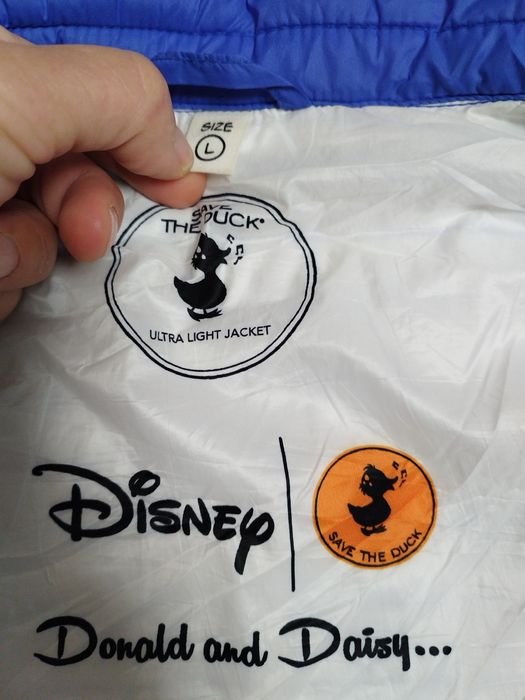 SIZE
L
SAVE
THE DUCK®
ULTRA LIGHT JACKET
Disney
SAVE THE DUCK
Donald and Daisy...